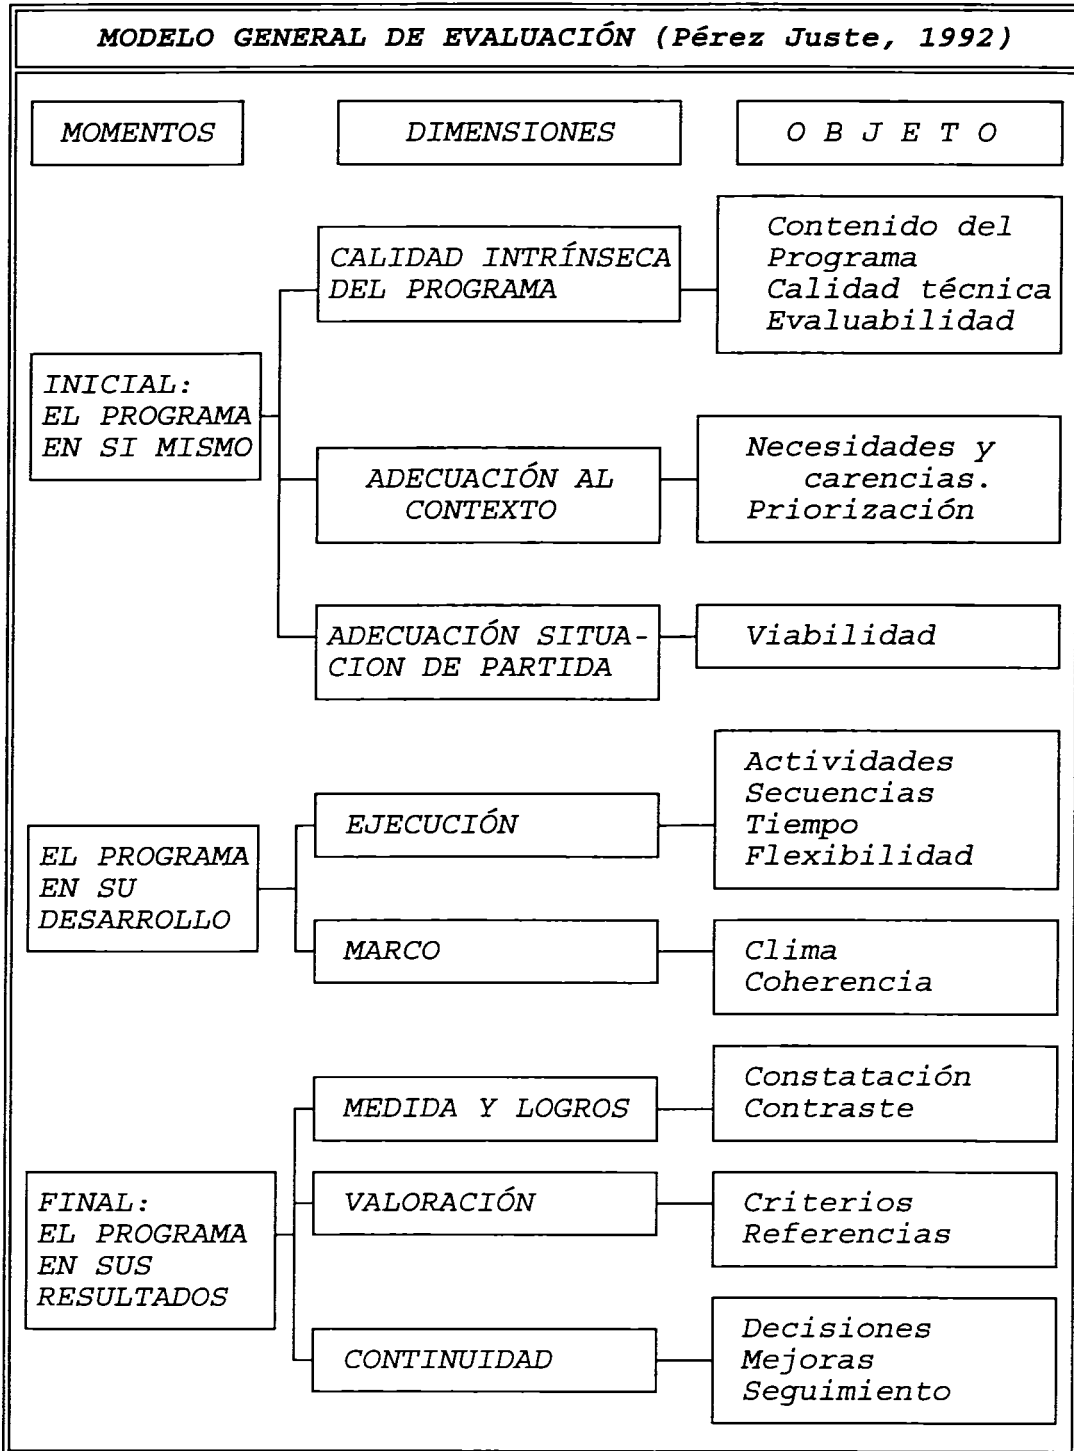 MODELO GENERAL DE EVALUACIÓN (Pérez Juste, 1992)
MOMENTOS
DIMENSIONES
O B J E T O
INICIAL:
EL PROGRAMA
EN SI MISMO
CALIDAD INTRÍNSECA
DEL PROGRAMA
Contenido del
Programa
Calidad técnica
Evaluabilidad
ADECUACIÓN AL
CONTEXTO
Necesidades y
carencias.
Priorización
ADECUACIÓN SITUA-
CION DE PARTIDA
Viabilidad
EL PROGRAMA
EN SU
DESARROLLO
EJECUCIÓN
Actividades
Secuencias
Tiempo
Flexibilidad
MARCO
Clima
Coherencia
FINAL:
EL PROGRAMA
EN SUS
RESULTADOS
MEDIDA Y LOGROS
Constatación
Contraste
VALORACIÓN
Criterios
Referencias
CONTINUIDAD
Decisiones
Mejoras
Seguimiento